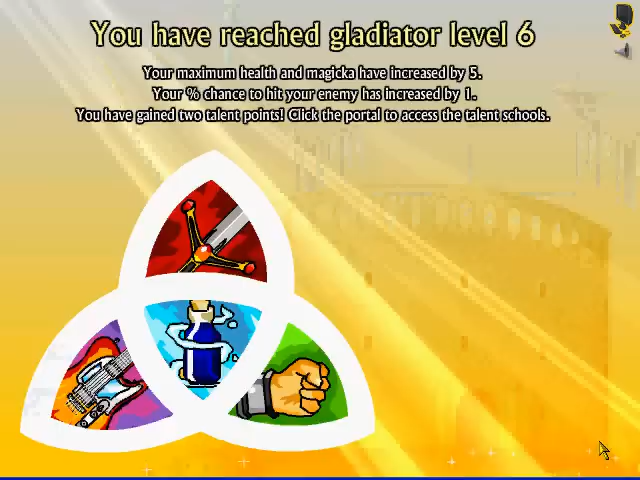 You have reached gladiator level 6
Your maximum health and magicka have increased by 5.
Your % chance to hit your enemy has increased by 1.
You have gained two talent points! Click the portal to access the talent schools.